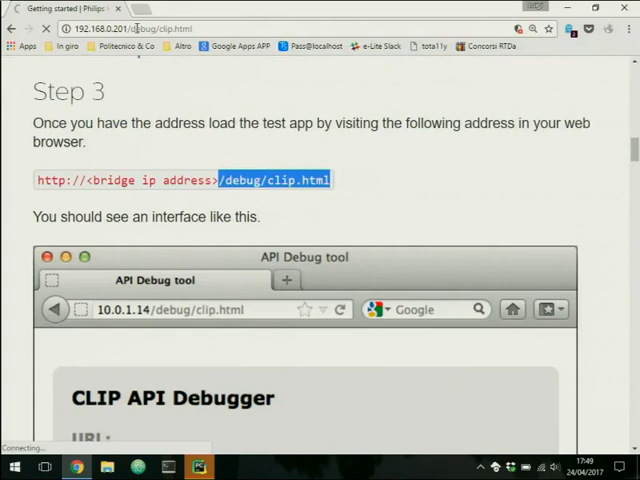 Getting started | Philips
192.168.0.201/debug/clip.html
Apps In giro Politecnico & Co Altro Google Apps APP Pass@localhost e-Lite Slack tota11y Concorsi RTDa
Step 3
Once you have the address load the test app by visiting the following address in your web
browser.
http://<bridge ip address>/debug/clip.html
You should see an interface like this.
API Debug tool
API Debug tool
10.0.1.14/debug/clip.html
Google
CLIP API Debugger
URL:
Connecting...
17:49
24/04/2017